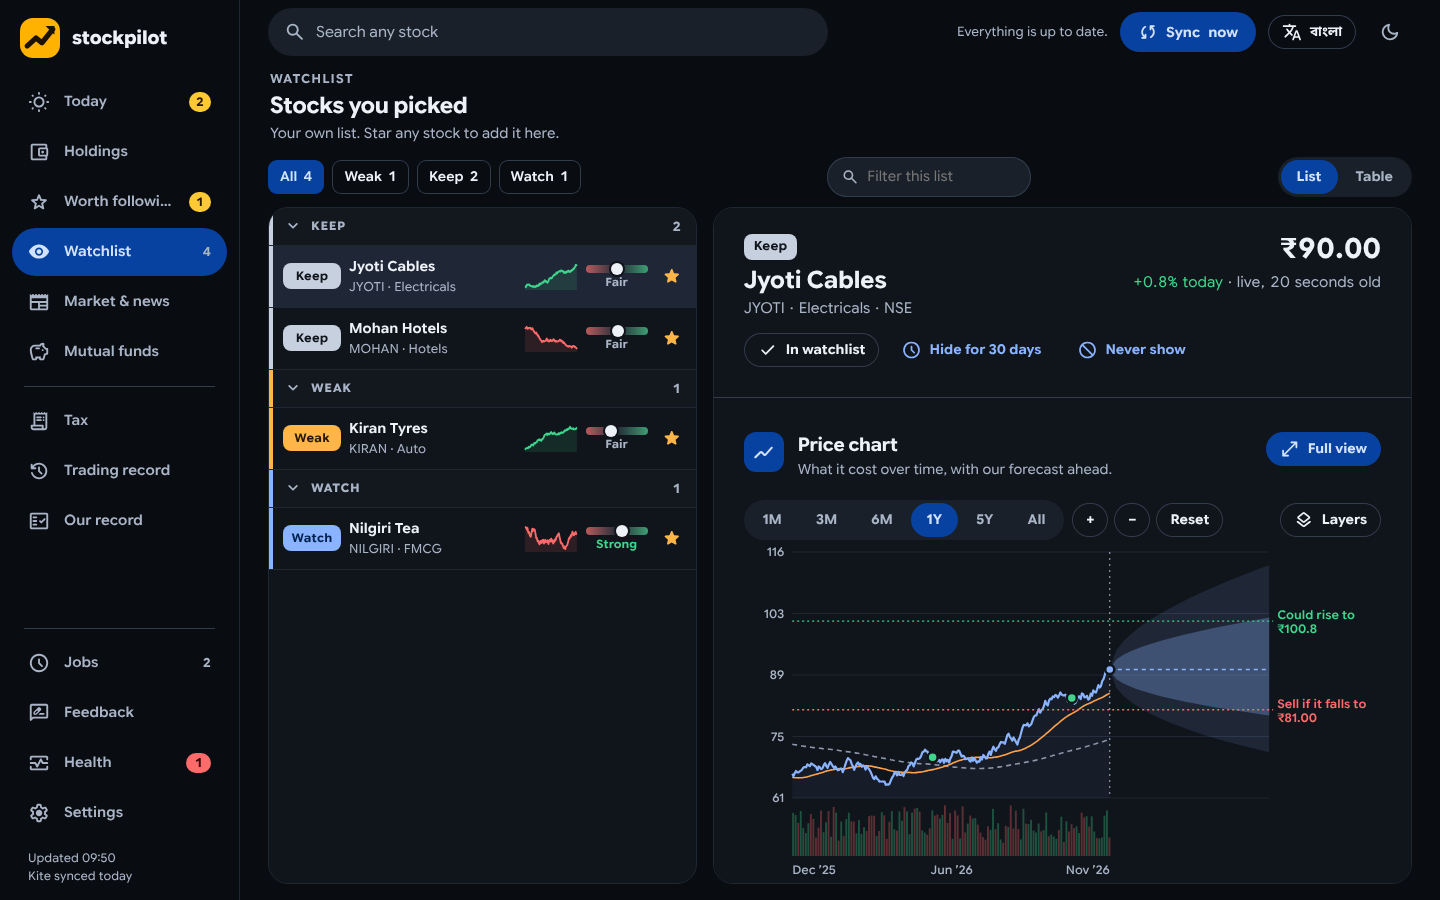 stockpilot
Today 2
Holdings
Worth followi... 1
Watchlist 4
Market & news
Mutual funds
Tax
Trading record
Our record
Jobs 2
Feedback
Health 1
Settings
Updated 09:50
Kite synced today
Search any stock
Everything is up to date.
Sync now
বাংলা
WATCHLIST
Stocks you picked
Your own list. Star any stock to add it here.
All 4
Weak 1
Keep 2
Watch 1
Filter this list
List
Table
KEEP 2
Keep
Jyoti Cables
JYOTI · Electricals
Fair
Keep
Mohan Hotels
MOHAN · Hotels
Fair
WEAK 1
Weak
Kiran Tyres
KIRAN · Auto
Fair
WATCH 1
Watch
Nilgiri Tea
NILGIRI · FMCG
Strong
Keep
Jyoti Cables
JYOTI · Electricals · NSE
₹90.00
+0.8% today · live, 20 seconds old
In watchlist
Hide for 30 days
Never show
Price chart
What it cost over time, with our forecast ahead.
Full view
1M 3M 6M 1Y 5Y All
+
−
Reset
Layers
116
103
89
75
61
Could rise to
₹100.8
Sell if it falls to
₹81.00
Dec ’25
Jun ’26
Nov ’26